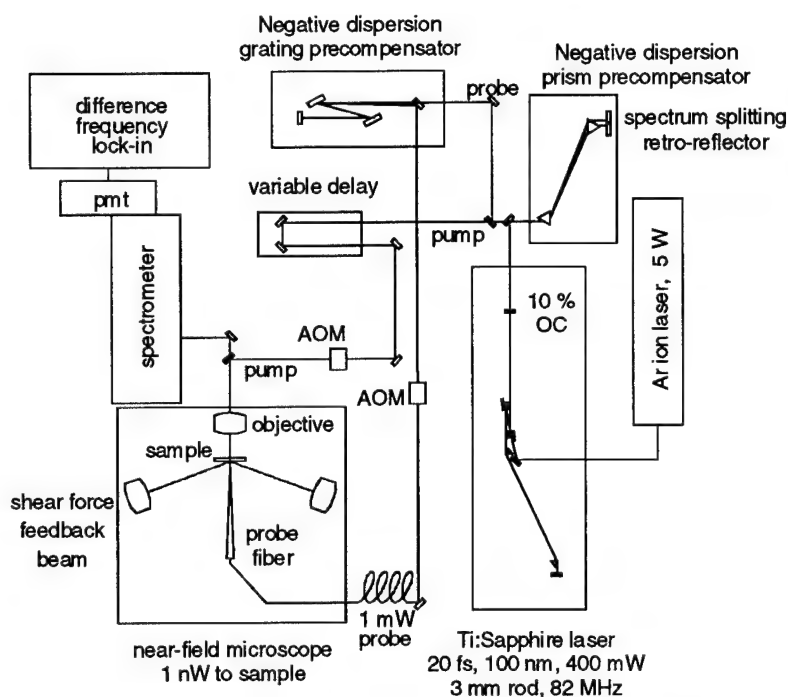 Negative dispersion
grating precompensator
Negative dispersion
prism precompensator
probe
spectrum splitting
retro-reflector
difference
frequency
lock-in
pmt
variable delay
pump
spectrometer
10 %
OC
Arion laser, 5 W
AOM
pump
AOM
objective
sample
shear force
feedback
beam
probe
fiber
1 mW
probe
near-field microscope
1 nW to sample
Ti:Sapphire laser
20 fs, 100 nm, 400 mW
3 mm rod, 82 MHz